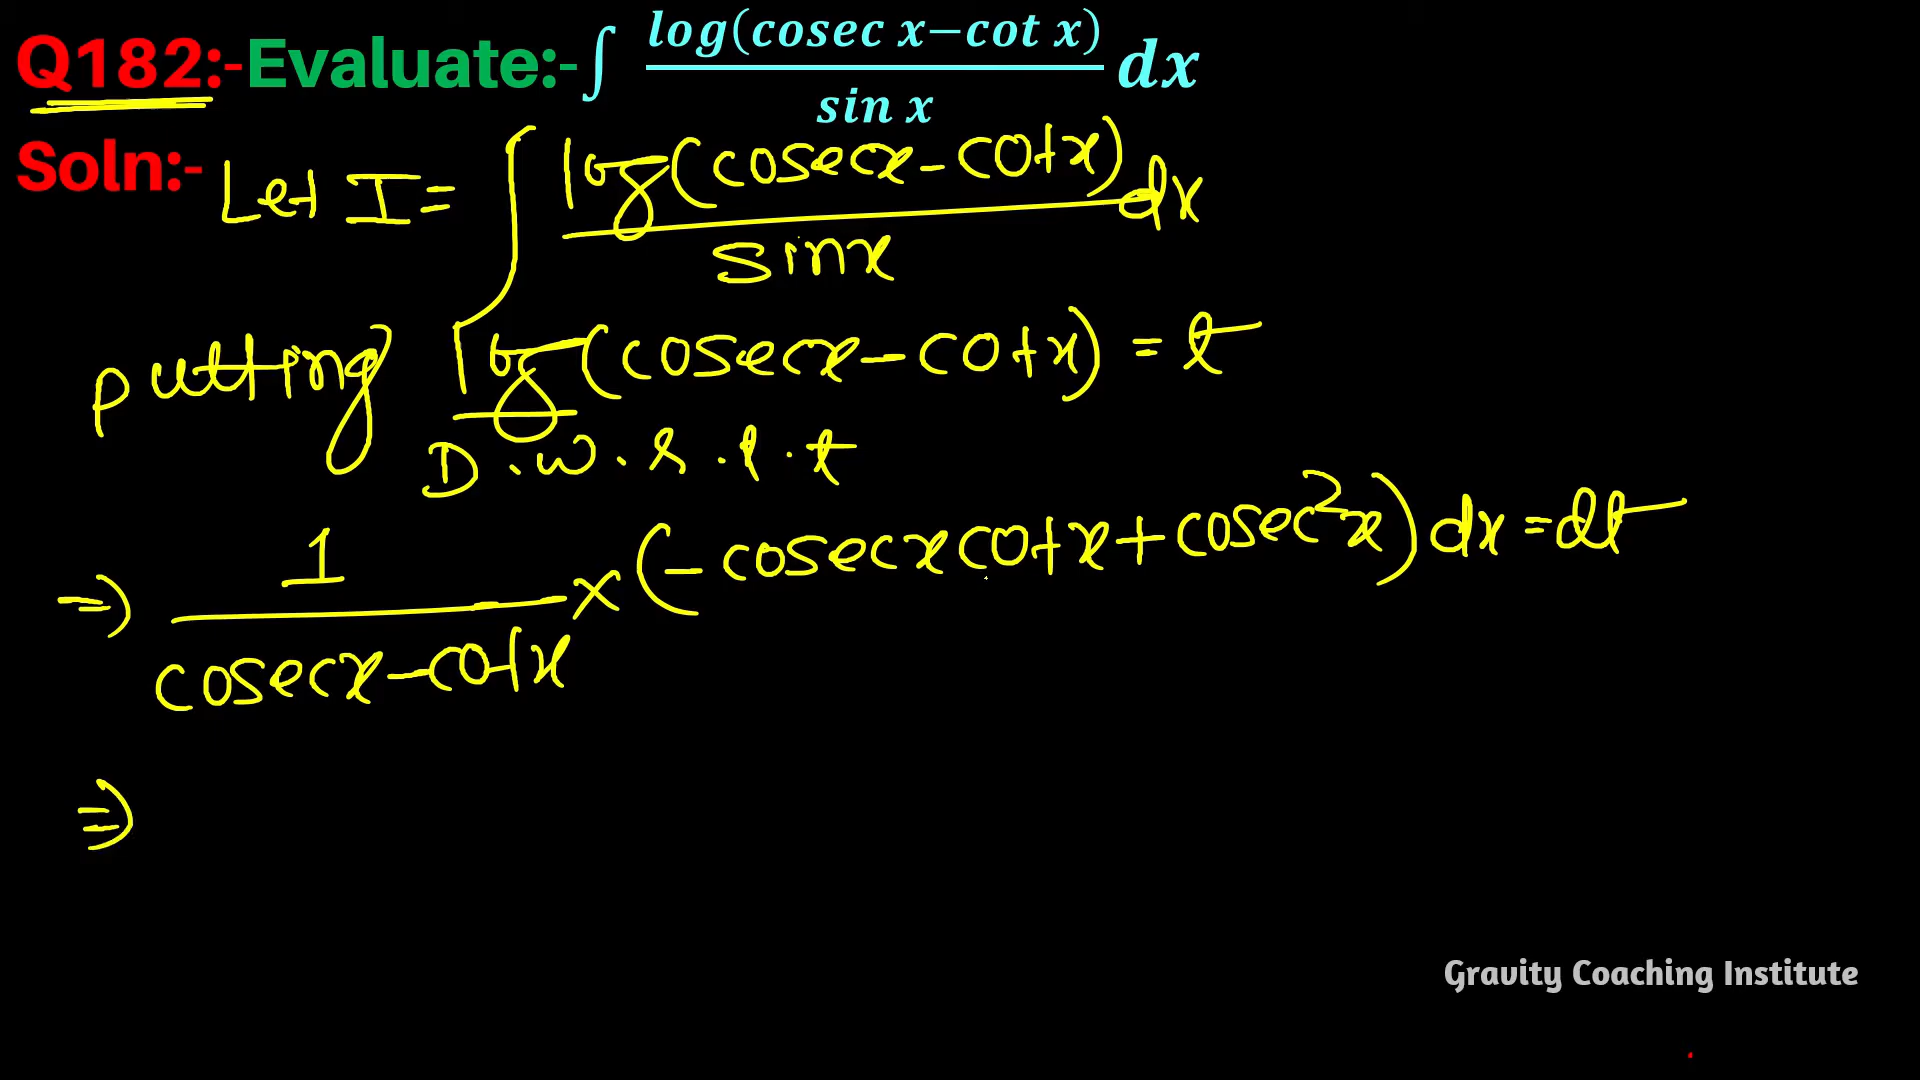 Q182:-Evaluate:-∫ log(cosec x−cot x)/sin x dx
Soln:- Let I = ∫ log(cosecx - cotx)/sinx dx
putting log(cosecx - cotx) = t
D.w.r.t.t
⇒ 1/(cosecx - cotx) × (- cosecx cotx + cosec²x) dx = dt
⇒
Gravity Coaching Institute